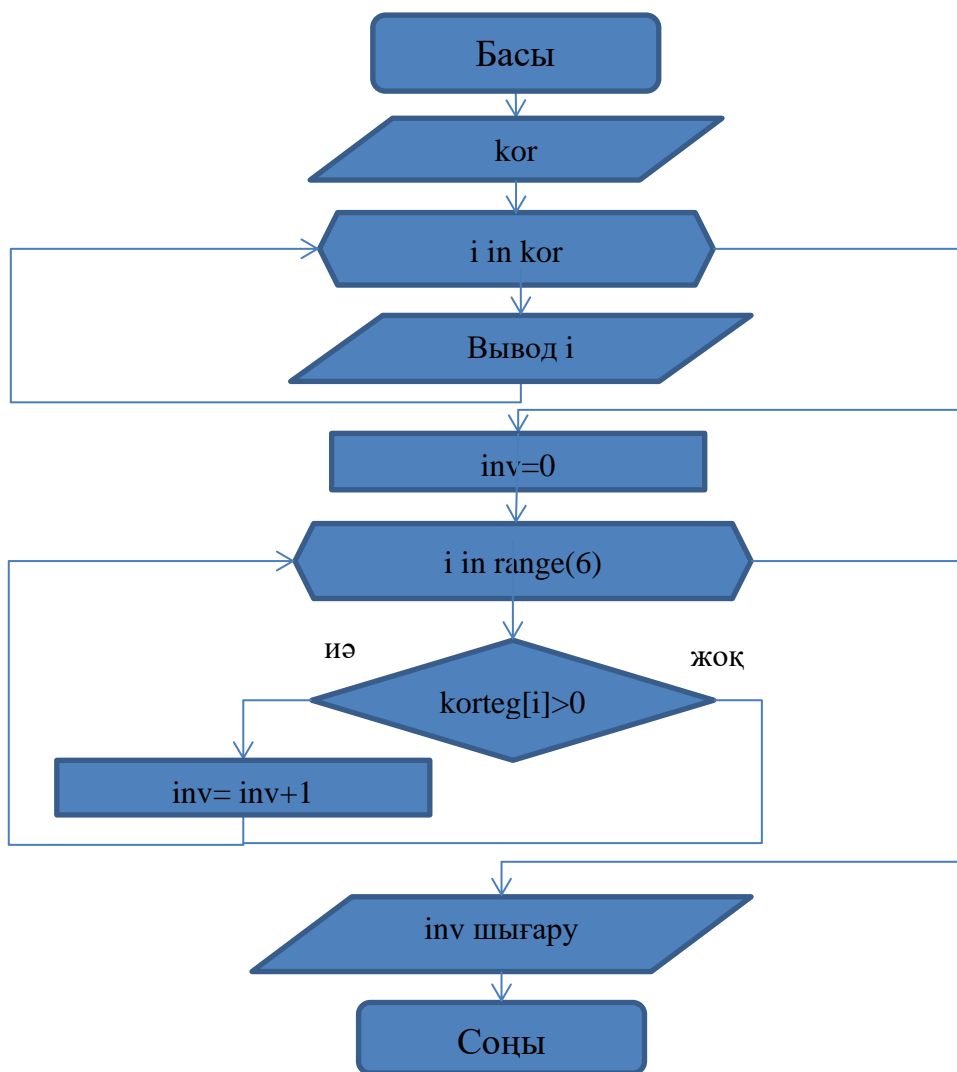 Басы
kor
i in kor
Вывод i
inv=0
i in range(6)
иә
жоқ
korteg[i]>0
inv= inv+1
inv шығару
Соңы